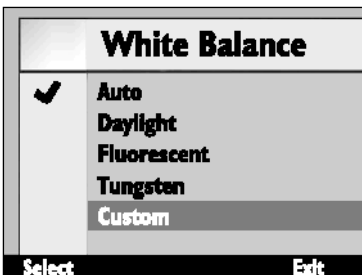 White Balance
Auto
Daylight
Fluorescent
Tungsten
Custom
Select Exit